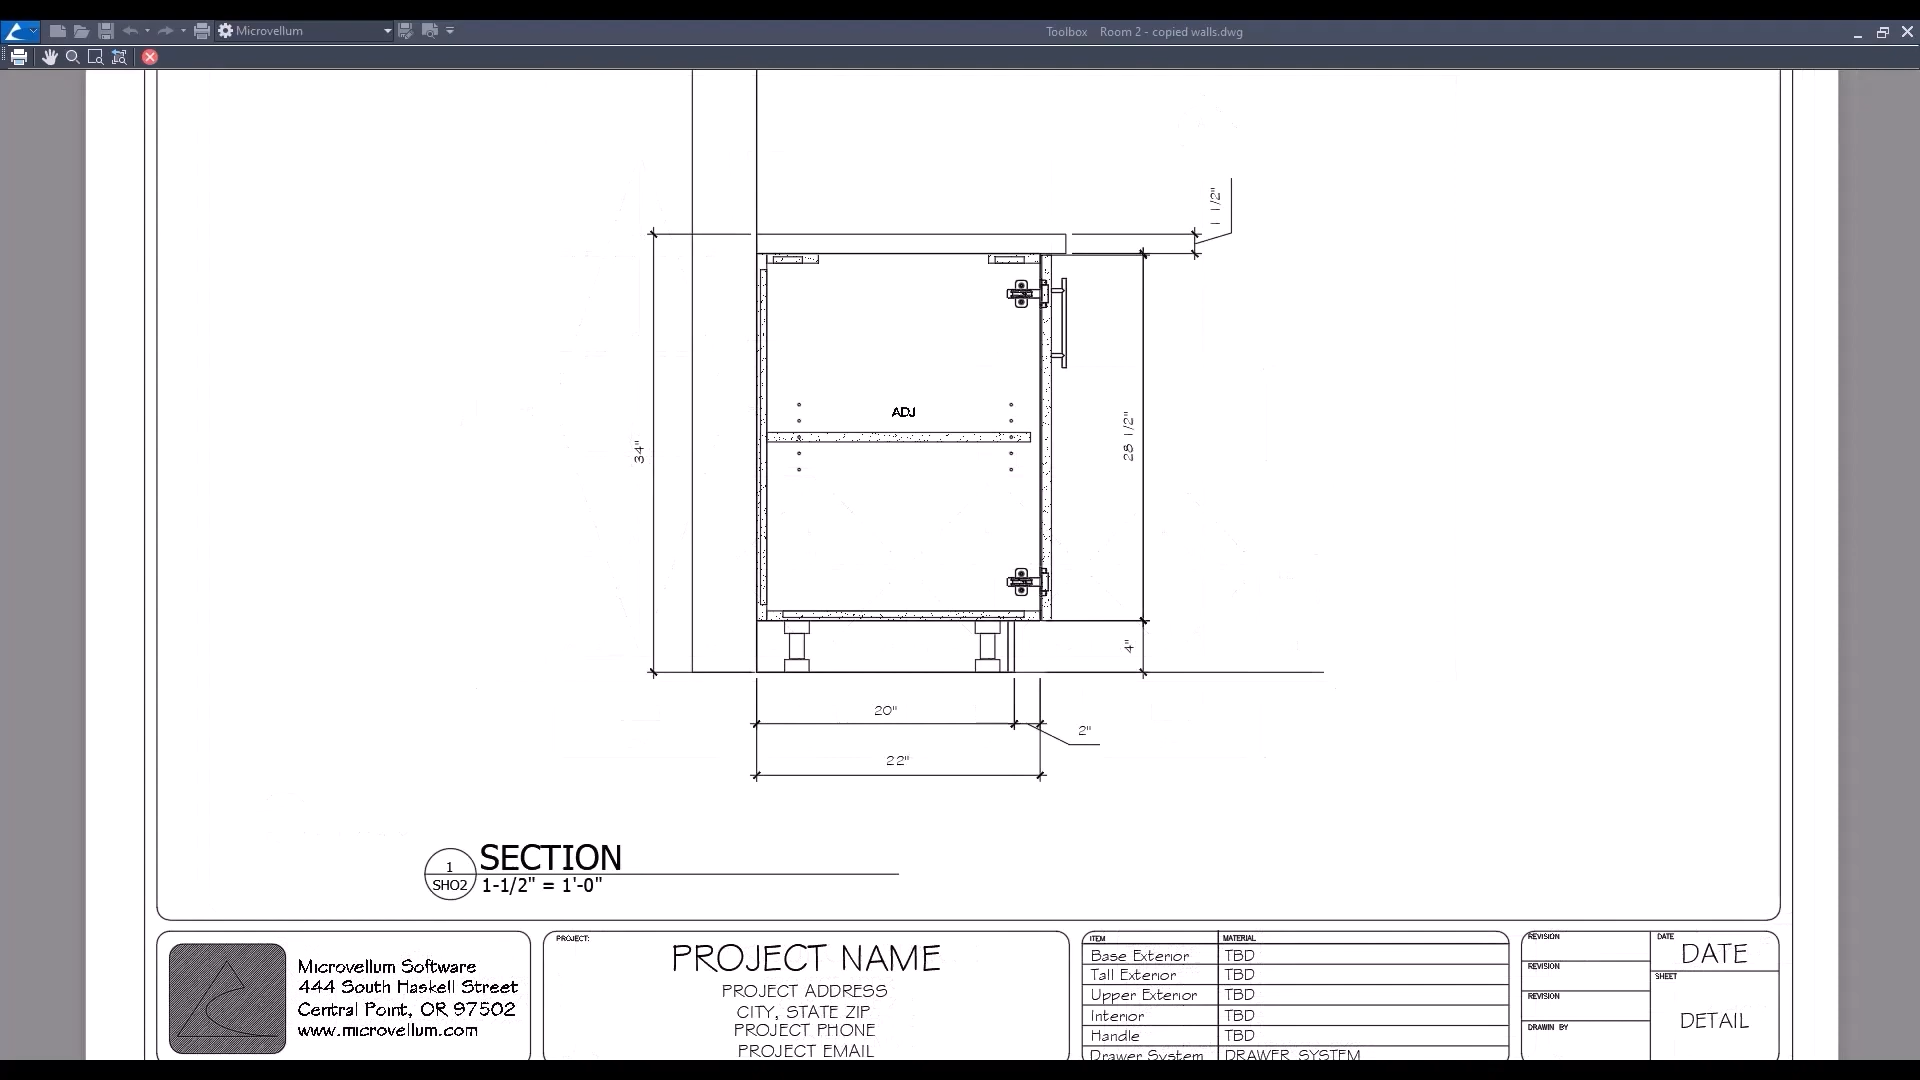 Microvellum
Toolbox Room 2 - copied walls.dwg
1 1/2"
ADJ
34"
28 1/2"
4"
20"
2"
22"
1
SH02
SECTION
1-1/2" = 1'-0"
Microvellum Software
444 South Haskell Street
Central Point, OR 97502
www.microvellum.com
PROJECT:
PROJECT NAME
PROJECT ADDRESS
CITY, STATE ZIP
PROJECT PHONE
PROJECT EMAIL
ITEM MATERIAL
Base Exterior TBD
Tall Exterior TBD
Upper Exterior TBD
Interior TBD
Handle TBD
Drawer System DRAWER SYSTEM
REVISION
REVISION
REVISION
DRAWN BY
DATE
DATE
SHEET
DETAIL